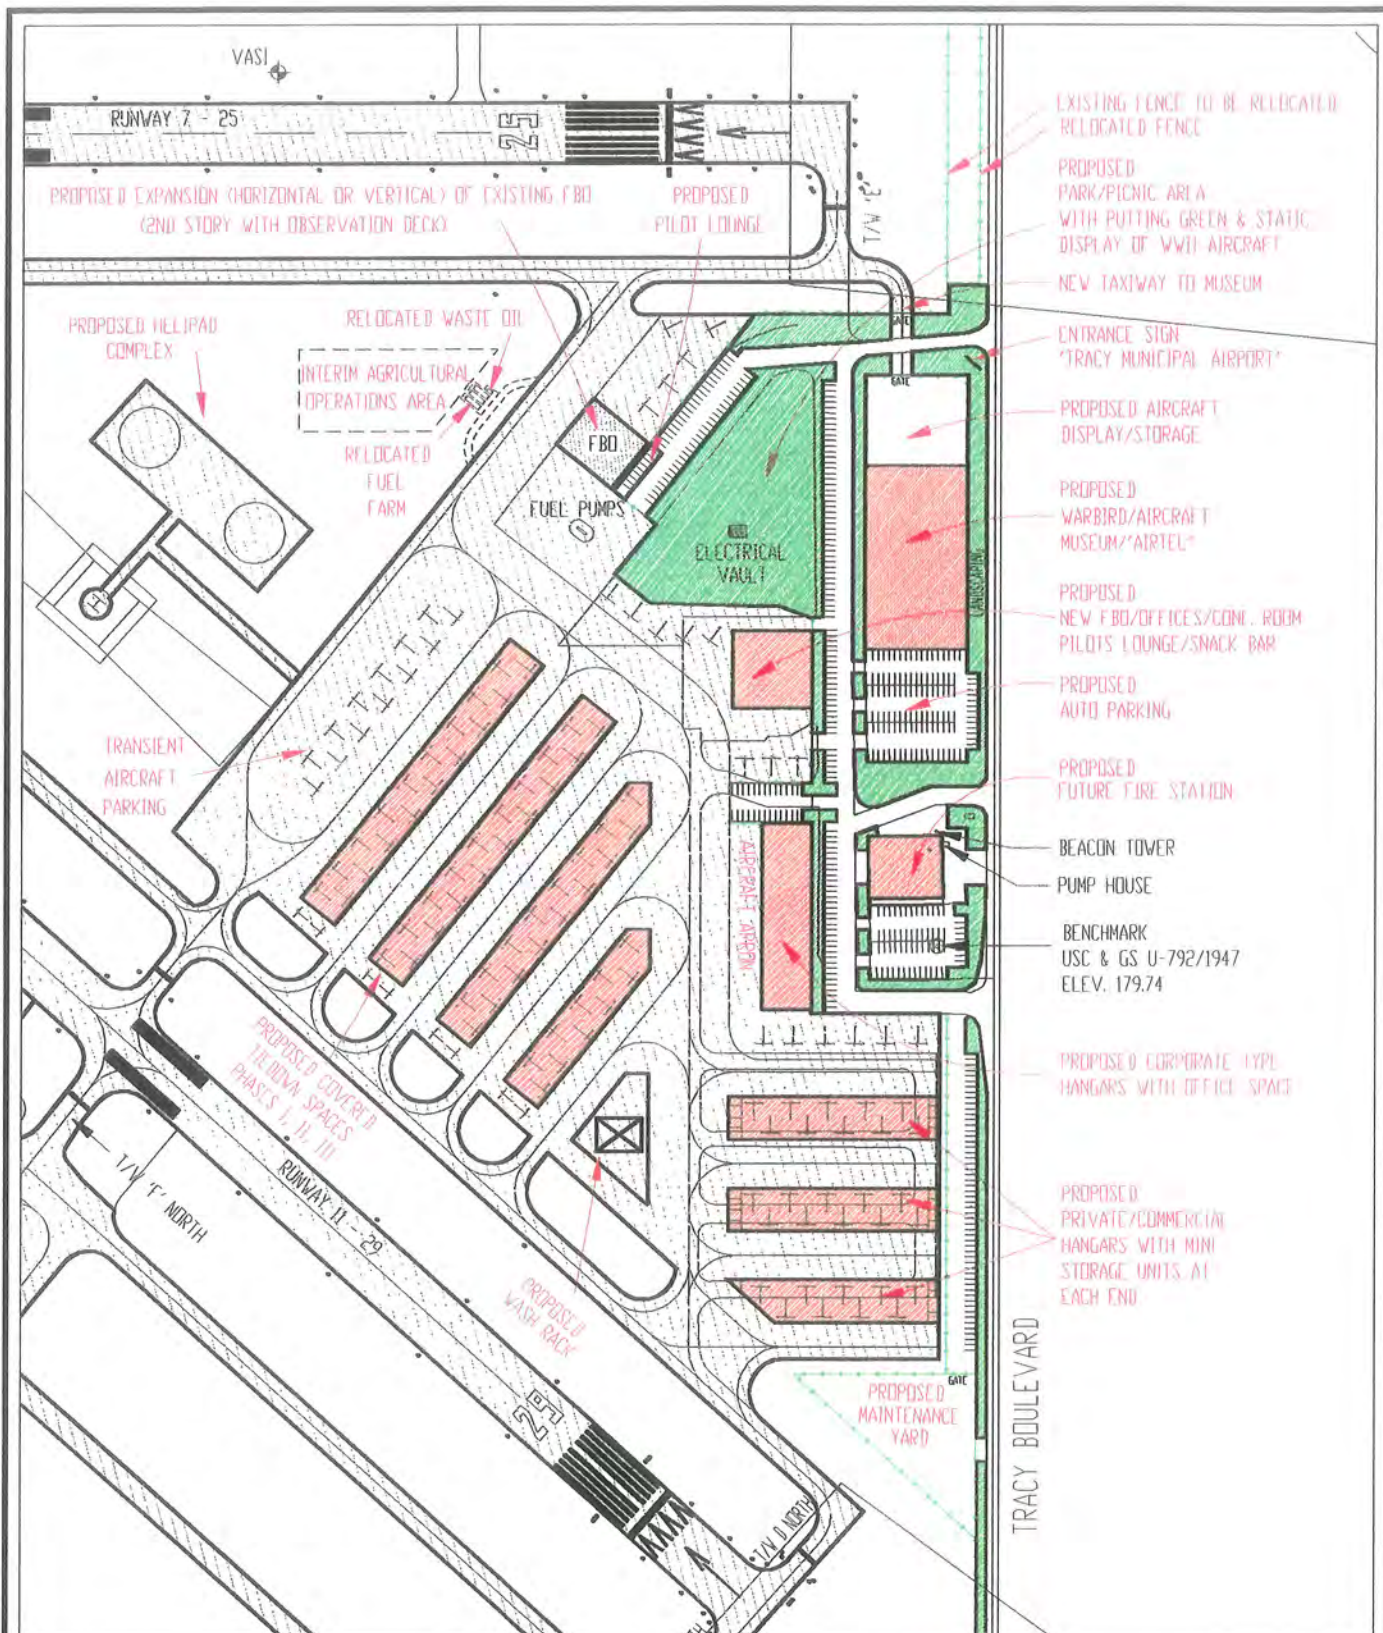 VASI
RUNWAY 7 - 25
25
PROPOSED EXPANSION (HORIZONTAL OR VERTICAL) OF EXISTING FBO
(2ND STORY WITH OBSERVATION DECK)
PROPOSED
PILOT LOUNGE
T/W 'E'
EXISTING FENCE TO BE RELOCATED
RELOCATED FENCE
PROPOSED
PARK/PICNIC AREA
WITH PUTTING GREEN & STATIC
DISPLAY OF WWII AIRCRAFT
NEW TAXIWAY TO MUSEUM
ENTRANCE SIGN
'TRACY MUNICIPAL AIRPORT'
PROPOSED AIRCRAFT
DISPLAY/STORAGE
PROPOSED
WARBIRD/AIRCRAFT
MUSEUM/"AIRTEL"
PROPOSED
NEW FBO/OFFICES/CONF. ROOM
PILOTS LOUNGE/SNACK BAR
PROPOSED
AUTO PARKING
PROPOSED
FUTURE FIRE STATION
BEACON TOWER
PUMP HOUSE
BENCHMARK
USC & GS U-792/1947
ELEV. 179.74
PROPOSED CORPORATE TYPE
HANGARS WITH OFFICE SPACE
PROPOSED
PRIVATE/COMMERCIAL
HANGARS WITH MINI
STORAGE UNITS AT
EACH END
PROPOSED HELIPAD
COMPLEX
RELOCATED WASTE OIL
INTERIM AGRICULTURAL
OPERATIONS AREA
RELOCATED
FUEL
FARM
FBO
FUEL PUMPS
ELECTRICAL
VAULT
GATE
GATE
LANDSCAPING
H
TRANSIENT
AIRCRAFT
PARKING
AIRCRAFT APRON
PROPOSED COVERED
TIEDOWN SPACES
PHASES I, II, III
T/W 'F' NORTH
RUNWAY 11 - 29
PROPOSED
WASH RACK
29
T/W D NORTH
GATE
PROPOSED
MAINTENANCE
YARD
TRACY BOULEVARD